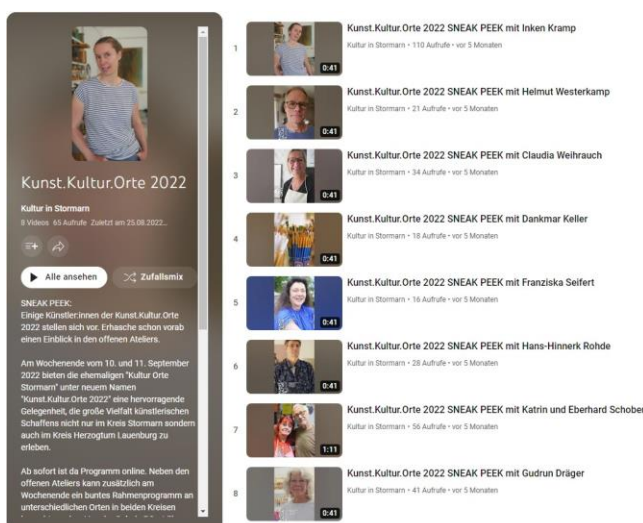 Kunst.Kultur.Orte 2022
Kultur in Stormarn
8 Videos 65 Aufrufe Zuletzt am 25.08.2022...
Alle ansehen
Zufallsmix
SNEAK PEEK:
Einige Künstler:innen der Kunst.Kultur.Orte
2022 stellen sich vor. Erhasche schon vorab
einen Einblick in den offenen Ateliers.
Am Wochenende vom 10. und 11. September
2022 bieten die ehemaligen "Kultur Orte
Stormarn" unter neuem Namen
"Kunst.Kultur.Orte 2022" eine hervorragende
Gelegenheit, die große Vielfalt künstlerischen
Schaffens nicht nur im Kreis Stormarn sondern
auch im Kreis Herzogtum Lauenburg zu
erleben.
Ab sofort ist da Programm online. Neben den
offenen Ateliers kann zusätzlich am
Wochenende ein buntes Rahmenprogramm an
unterschiedlichen Orten in beiden Kreisen
1
0:41
Kunst.Kultur.Orte 2022 SNEAK PEEK mit Inken Kramp
Kultur in Stormarn • 110 Aufrufe • vor 5 Monaten
2
0:41
Kunst.Kultur.Orte 2022 SNEAK PEEK mit Helmut Westerkamp
Kultur in Stormarn • 21 Aufrufe • vor 5 Monaten
3
0:41
Kunst.Kultur.Orte 2022 SNEAK PEEK mit Claudia Weihrauch
Kultur in Stormarn • 34 Aufrufe • vor 5 Monaten
4
0:41
Kunst.Kultur.Orte 2022 SNEAK PEEK mit Dankmar Keller
Kultur in Stormarn • 18 Aufrufe • vor 5 Monaten
5
0:41
Kunst.Kultur.Orte 2022 SNEAK PEEK mit Franziska Seifert
Kultur in Stormarn • 16 Aufrufe • vor 5 Monaten
6
0:41
Kunst.Kultur.Orte 2022 SNEAK PEEK mit Hans-Hinnerk Rohde
Kultur in Stormarn • 28 Aufrufe • vor 5 Monaten
7
1:11
Kunst.Kultur.Orte 2022 SNEAK PEEK mit Katrin und Eberhard Schober
Kultur in Stormarn • 56 Aufrufe • vor 5 Monaten
8
0:41
Kunst.Kultur.Orte 2022 SNEAK PEEK mit Gudrun Dräger
Kultur in Stormarn • 41 Aufrufe • vor 5 Monaten